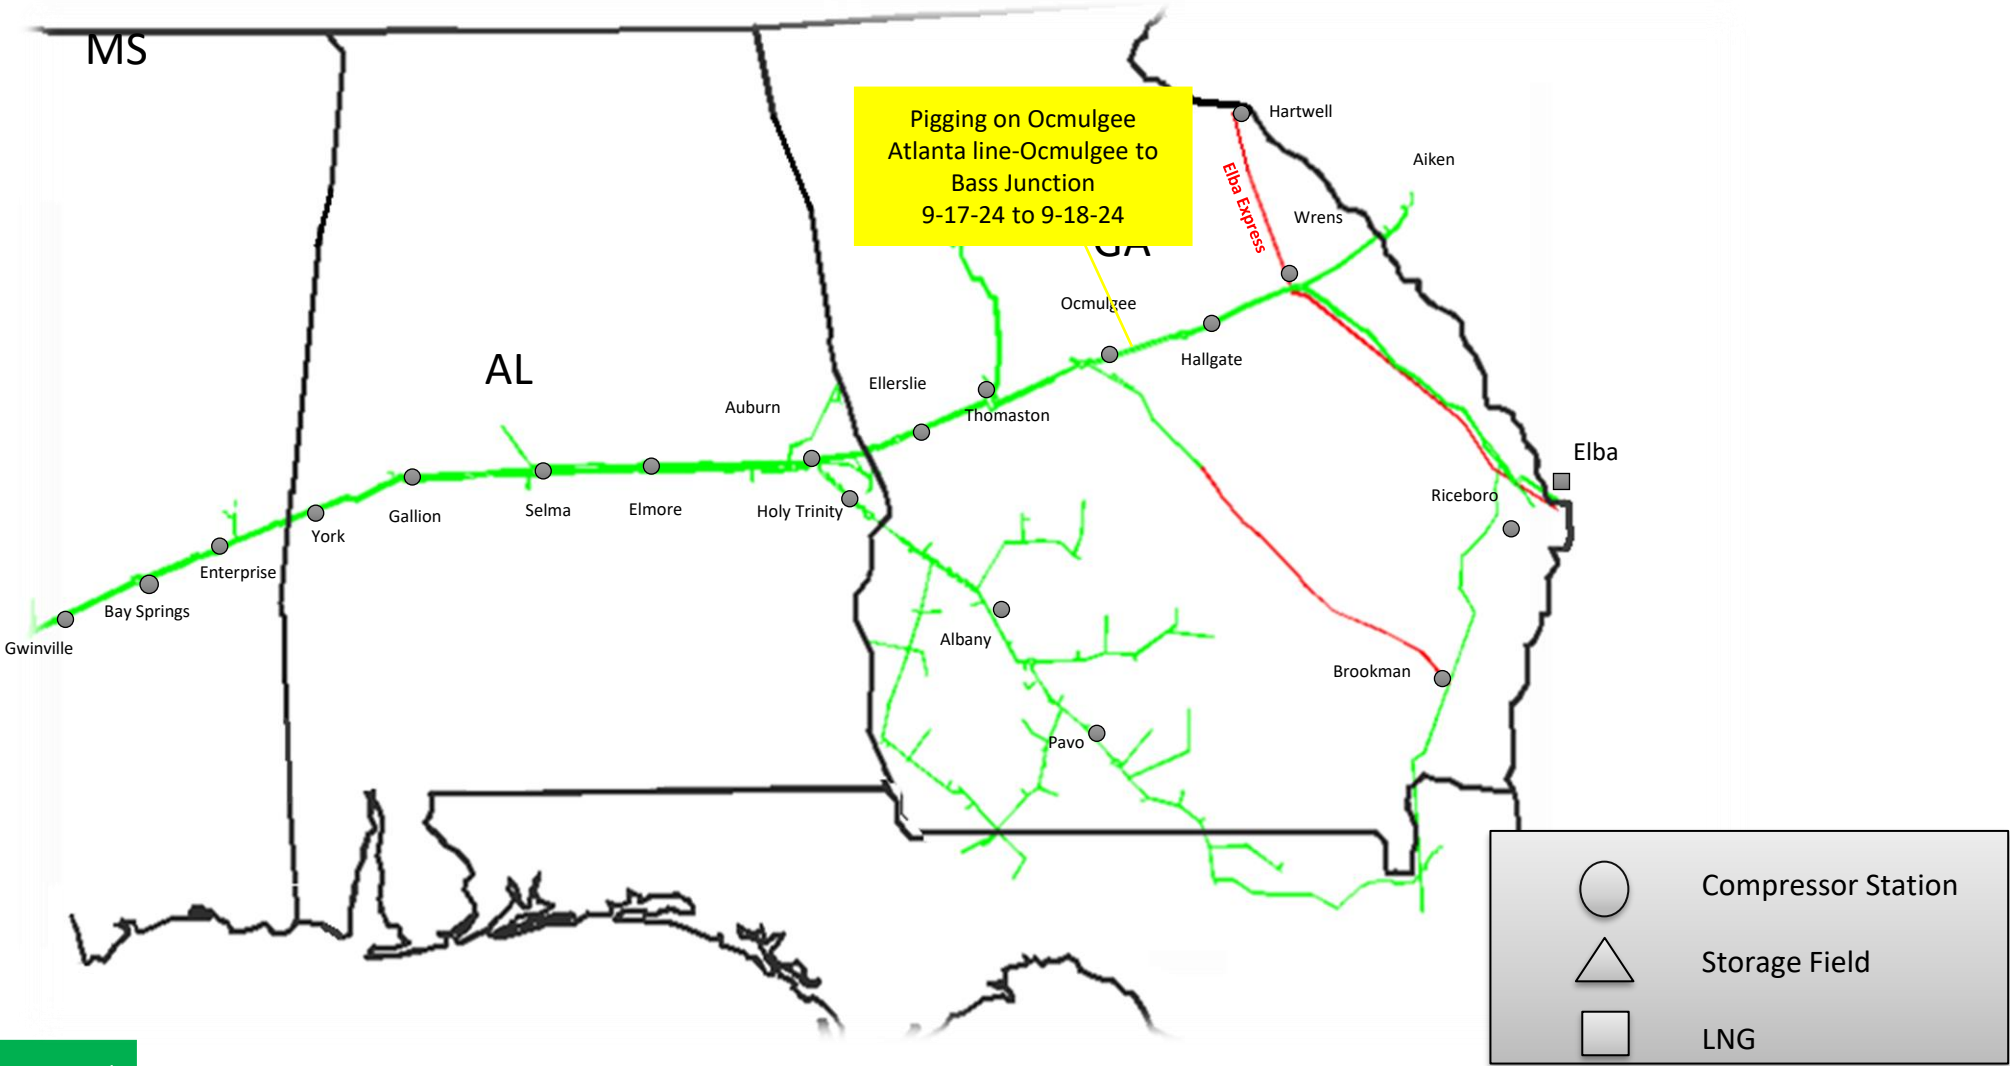 MS
Pigging on Ocmulgee
Atlanta line-Ocmulgee to
Bass Junction
9-17-24 to 9-18-24
GA
Hartwell
Aiken
Elba Express
Wrens
Ocmulgee
Hallgate
AL
Ellerslie
Auburn
Thomaston
Elba
Riceboro
Holy Trinity
Elmore
Selma
Gallion
York
Enterprise
Bay Springs
Gwinville
Albany
Brookman
Pavo
Compressor Station
Storage Field
LNG